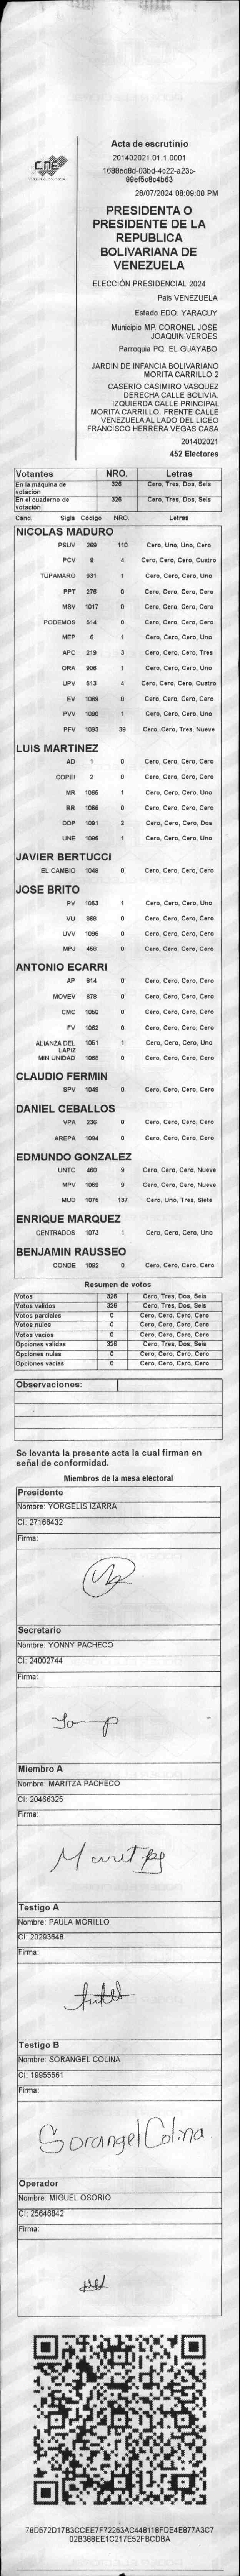 CNE
Acta de escrutinio
201402021.01.1.0001
1688ed8d-03bd-4c22-a23c-
99ef5c8c4b63
28/07/2024 08:09:00 PM
PRESIDENTA O
PRESIDENTE DE LA
REPUBLICA
BOLIVARIANA DE
VENEZUELA
ELECCIÓN PRESIDENCIAL 2024
Pais VENEZUELA
Estado EDO. YARACUY
Municipio MP. CORONEL JOSE
JOAQUIN VEROES
Parroquia PQ. EL GUAYABO
JARDIN DE INFANCIA BOLIVARIANO
MORITA CARRILLO 2
CASERIO CASIMIRO VASQUEZ
DERECHA CALLE BOLIVIA.
IZQUIERDA CALLE PRINCIPAL
MORITA CARRILLO. FRENTE CALLE
VENEZUELA AL LADO DEL LICEO
FRANCISCO HERRERA VEGAS CASA
201402021
452 Electores
Votantes NRO. Letras
En la máquina de votación 326 Cero, Tres, Dos, Seis
En el cuaderno de votación 326 Cero, Tres, Dos, Seis
Cand. Sigla Código NRO. Letras
NICOLAS MADURO
PSUV 269 110 Cero, Uno, Uno, Cero
PCV 9 4 Cero, Cero, Cero, Cuatro
TUPAMARO 931 1 Cero, Cero, Cero, Uno
PPT 276 0 Cero, Cero, Cero, Cero
MSV 1017 0 Cero, Cero, Cero, Cero
PODEMOS 514 0 Cero, Cero, Cero, Cero
MEP 6 1 Cero, Cero, Cero, Uno
APC 219 3 Cero, Cero, Cero, Tres
ORA 906 1 Cero, Cero, Cero, Uno
UPV 513 4 Cero, Cero, Cero, Cuatro
EV 1089 0 Cero, Cero, Cero, Cero
PVV 1090 1 Cero, Cero, Cero, Uno
PFV 1093 39 Cero, Cero, Tres, Nueve
LUIS MARTINEZ
AD 1 0 Cero, Cero, Cero, Cero
COPEI 2 0 Cero, Cero, Cero, Cero
MR 1065 1 Cero, Cero, Cero, Uno
BR 1066 0 Cero, Cero, Cero, Cero
DDP 1091 2 Cero, Cero, Cero, Dos
UNE 1095 1 Cero, Cero, Cero, Uno
JAVIER BERTUCCI
EL CAMBIO 1048 0 Cero, Cero, Cero, Cero
JOSE BRITO
PV 1053 1 Cero, Cero, Cero, Uno
VU 868 0 Cero, Cero, Cero, Cero
UVV 1096 0 Cero, Cero, Cero, Cero
MPJ 458 0 Cero, Cero, Cero, Cero
ANTONIO ECARRI
AP 814 0 Cero, Cero, Cero, Cero
MOVEV 878 0 Cero, Cero, Cero, Cero
CMC 1050 0 Cero, Cero, Cero, Cero
FV 1062 0 Cero, Cero, Cero, Cero
ALIANZA DEL LAPIZ 1051 1 Cero, Cero, Cero, Uno
MIN UNIDAD 1068 0 Cero, Cero, Cero, Cero
CLAUDIO FERMIN
SPV 1049 0 Cero, Cero, Cero, Cero
DANIEL CEBALLOS
VPA 236 0 Cero, Cero, Cero, Cero
AREPA 1094 0 Cero, Cero, Cero, Cero
EDMUNDO GONZALEZ
UNTC 460 9 Cero, Cero, Cero, Nueve
MPV 1069 9 Cero, Cero, Cero, Nueve
MUD 1075 137 Cero, Uno, Tres, Siete
ENRIQUE MARQUEZ
CENTRADOS 1073 1 Cero, Cero, Cero, Uno
BENJAMIN RAUSSEO
CONDE 1092 0 Cero, Cero, Cero, Cero
Resumen de votos
Votos 326 Cero, Tres, Dos, Seis
Votos validos 326 Cero, Tres, Dos, Seis
Votos parciales 0 Cero, Cero, Cero, Cero
Votos nulos 0 Cero, Cero, Cero, Cero
Votos vacios 0 Cero, Cero, Cero, Cero
Opciones validas 326 Cero, Tres, Dos, Seis
Opciones nulas 0 Cero, Cero, Cero, Cero
Opciones vacias 0 Cero, Cero, Cero, Cero
Observaciones:
Se levanta la presente acta la cual firman en
señal de conformidad.
Miembros de la mesa electoral
Presidente
Nombre: YORGELIS IZARRA
CI: 27166432
Firma:
Secretario
Nombre: YONNY PACHECO
CI: 24002744
Firma:
Miembro A
Nombre: MARITZA PACHECO
CI: 20466325
Firma:
Testigo A
Nombre: PAULA MORILLO
CI: 20293648
Firma:
Testigo B
Nombre: SORANGEL COLINA
CI: 19955561
Firma:
Sorangel Colina
Operador
Nombre: MIGUEL OSORIO
CI: 25646842
Firma:
78D572D17B3CCEE7F72263AC448118FDE4E877A3C7
02B388EE1C217E52FBCDBA